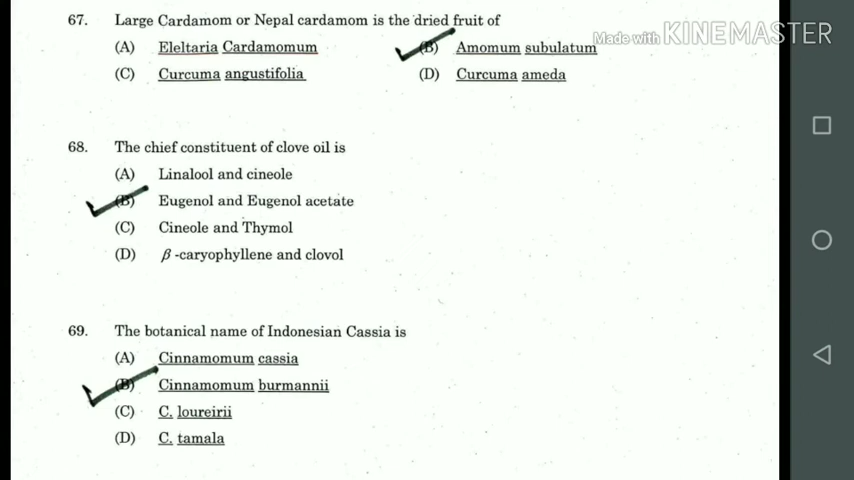 67. Large Cardamom or Nepal cardamom is the dried fruit of
Made with KINEMASTER
(A) Eleltaria Cardamomum (B) Amomum subulatum
(C) Curcuma angustifolia (D) Curcuma ameda
68. The chief constituent of clove oil is
(A) Linalool and cineole
(B) Eugenol and Eugenol acetate
(C) Cineole and Thymol
(D) β-caryophyllene and clovol
69. The botanical name of Indonesian Cassia is
(A) Cinnamomum cassia
(B) Cinnamomum burmannii
(C) C. loureirii
(D) C. tamala